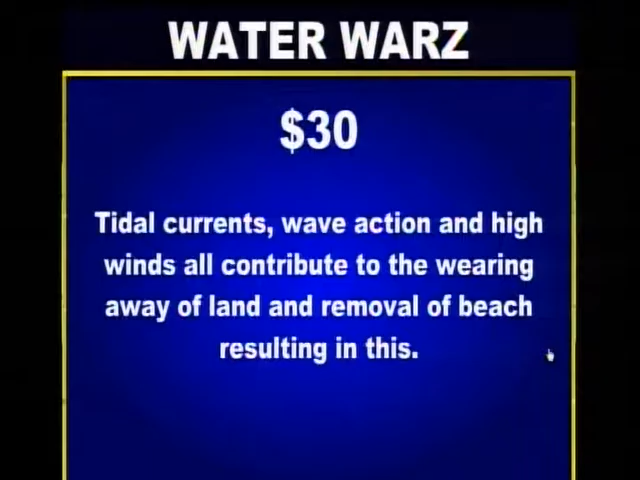 WATER WARZ
$30
Tidal currents, wave action and high
winds all contribute to the wearing
away of land and removal of beach
resulting in this.